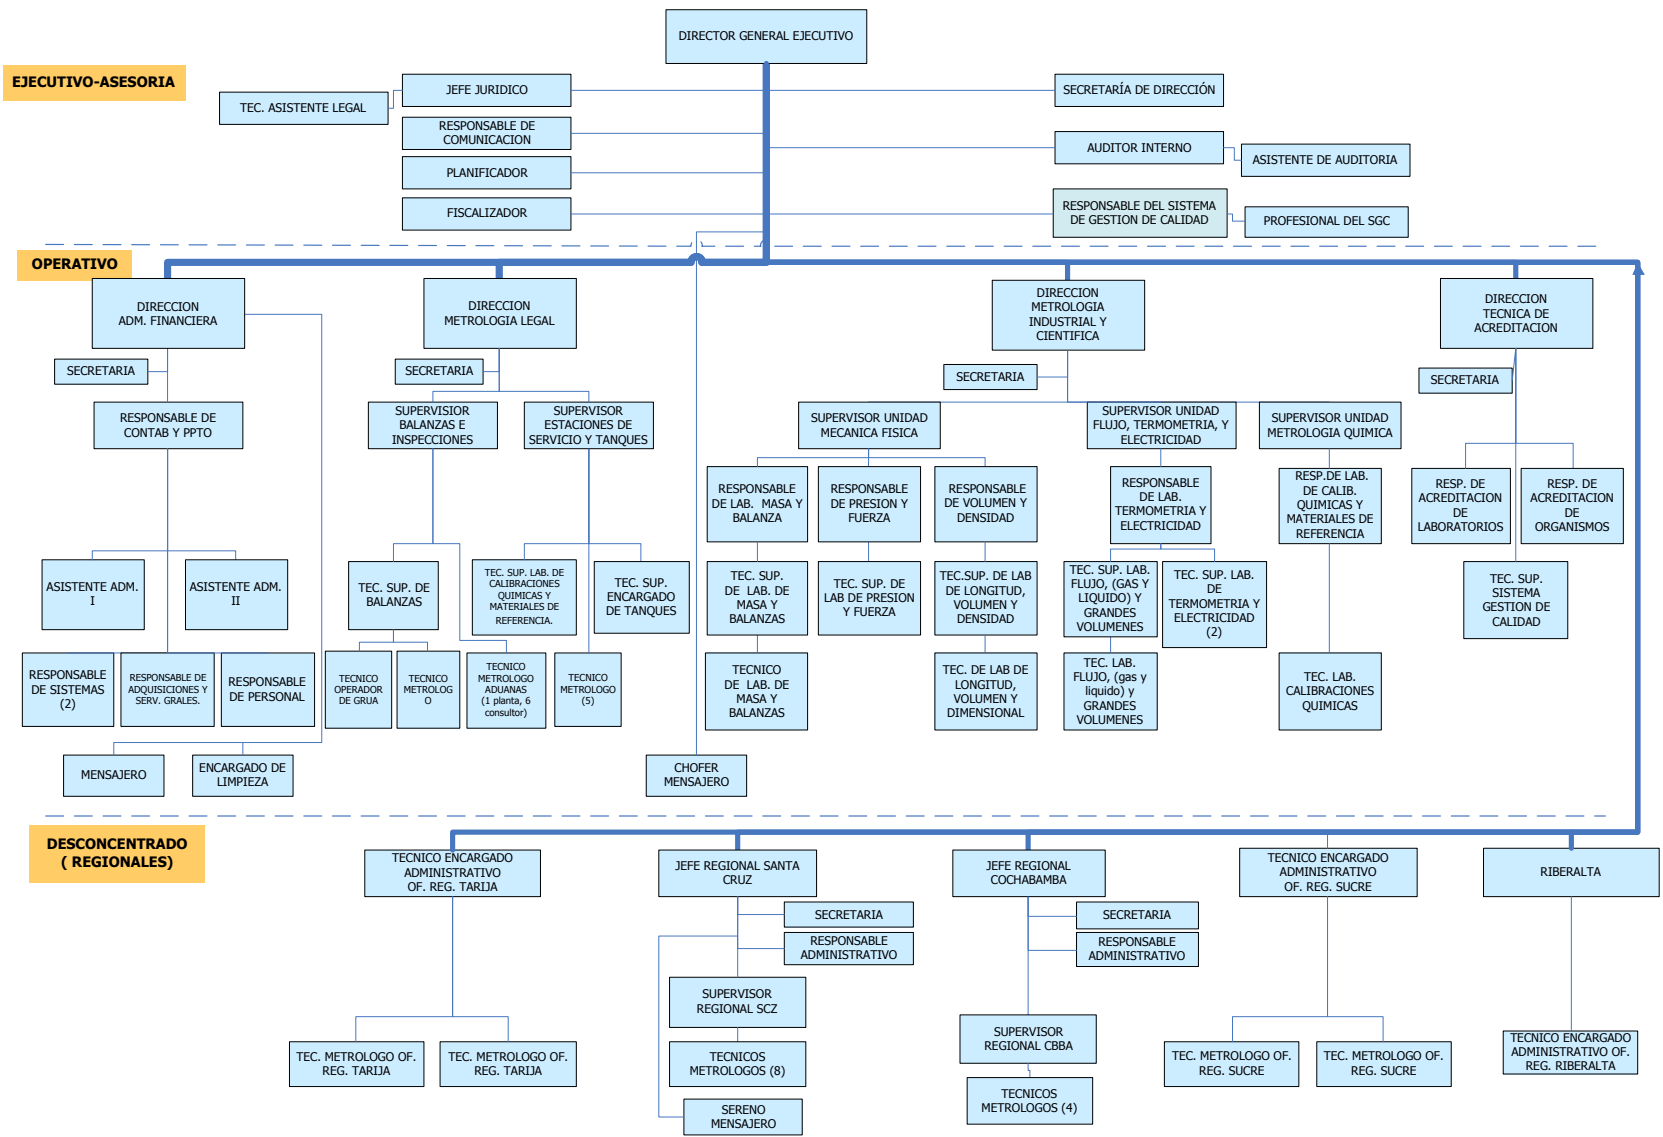 DIRECTOR GENERAL EJECUTIVO
EJECUTIVO-ASESORIA
JEFE JURIDICO
SECRETARÍA DE DIRECCIÓN
TEC. ASISTENTE LEGAL
RESPONSABLE DE
COMUNICACION
AUDITOR INTERNO
ASISTENTE DE AUDITORIA
PLANIFICADOR
FISCALIZADOR
RESPONSABLE DEL SISTEMA
DE GESTION DE CALIDAD
PROFESIONAL DEL SGC
OPERATIVO
DIRECCION
ADM. FINANCIERA
DIRECCION
METROLOGIA LEGAL
DIRECCION
METROLOGIA
INDUSTRIAL Y
CIENTIFICA
DIRECCION
TECNICA DE
ACREDITACION
SECRETARIA
SECRETARIA
SECRETARIA
SECRETARIA
RESPONSABLE DE
CONTAB Y PPTO
SUPERVISIOR
BALANZAS E
INSPECCIONES
SUPERVISOR
ESTACIONES DE
SERVICIO Y TANQUES
SUPERVISOR UNIDAD
MECANICA FISICA
SUPERVISOR UNIDAD
FLUJO, TERMOMETRIA, Y
ELECTRICIDAD
SUPERVISOR UNIDAD
METROLOGIA QUIMICA
RESPONSABLE
DE LAB. MASA Y
BALANZA
RESPONSABLE
DE PRESION Y
FUERZA
RESPONSABLE
DE VOLUMEN Y
DENSIDAD
RESPONSABLE
DE LAB.
TERMOMETRIA Y
ELECTRICIDAD
RESP.DE LAB.
DE CALIB.
QUIMICAS Y
MATERIALES DE
REFERENCIA
RESP. DE
ACREDITACION
DE
LABORATORIOS
RESP. DE
ACREDITACION
DE
ORGANISMOS
ASISTENTE ADM.
I
ASISTENTE ADM.
II
TEC. SUP. DE
BALANZAS
TEC. SUP. LAB. DE
CALIBRACIONES
QUIMICAS Y
MATERIALES DE
REFERENCIA.
TEC. SUP.
ENCARGADO
DE TANQUES
TEC. SUP.
DE LAB. DE
MASA Y
BALANZAS
TEC. SUP. DE
LAB DE PRESION
Y FUERZA
TEC.SUP. DE LAB
DE LONGITUD,
VOLUMEN Y
DENSIDAD
TEC. SUP. LAB.
FLUJO, (GAS Y
LIQUIDO) Y
GRANDES
VOLUMENES
TEC. SUP. LAB.
DE
TERMOMETRIA Y
ELECTRICIDAD
(2)
TEC. SUP.
SISTEMA
GESTION DE
CALIDAD
RESPONSABLE
DE SISTEMAS
(2)
RESPONSABLE DE
ADQUISICIONES Y
SERV. GRALES.
RESPONSABLE
DE PERSONAL
TECNICO
OPERADOR
DE GRUA
TECNICO
METROLOG
O
TECNICO
METROLOGO
ADUANAS
(1 planta, 6
consultor)
TECNICO
METROLOGO
(5)
TECNICO
DE LAB. DE
MASA Y
BALANZAS
TEC. DE LAB DE
LONGITUD,
VOLUMEN Y
DIMENSIONAL
TEC. LAB.
FLUJO, (gas y
liquido) y
GRANDES
VOLUMENES
TEC. LAB.
CALIBRACIONES
QUIMICAS
MENSAJERO
ENCARGADO DE
LIMPIEZA
CHOFER
MENSAJERO
DESCONCENTRADO
( REGIONALES)
TECNICO ENCARGADO
ADMINISTRATIVO
OF. REG. TARIJA
JEFE REGIONAL SANTA
CRUZ
JEFE REGIONAL
COCHABAMBA
TECNICO ENCARGADO
ADMINISTRATIVO
OF. REG. SUCRE
RIBERALTA
SECRETARIA
RESPONSABLE
ADMINISTRATIVO
SECRETARIA
RESPONSABLE
ADMINISTRATIVO
SUPERVISOR
REGIONAL SCZ
SUPERVISOR
REGIONAL CBBA
TEC. METROLOGO OF.
REG. TARIJA
TEC. METROLOGO OF.
REG. TARIJA
TECNICOS
METROLOGOS (8)
TECNICOS
METROLOGOS (4)
TEC. METROLOGO OF.
REG. SUCRE
TEC. METROLOGO OF.
REG. SUCRE
TECNICO ENCARGADO
ADMINISTRATIVO OF.
REG. RIBERALTA
SERENO
MENSAJERO